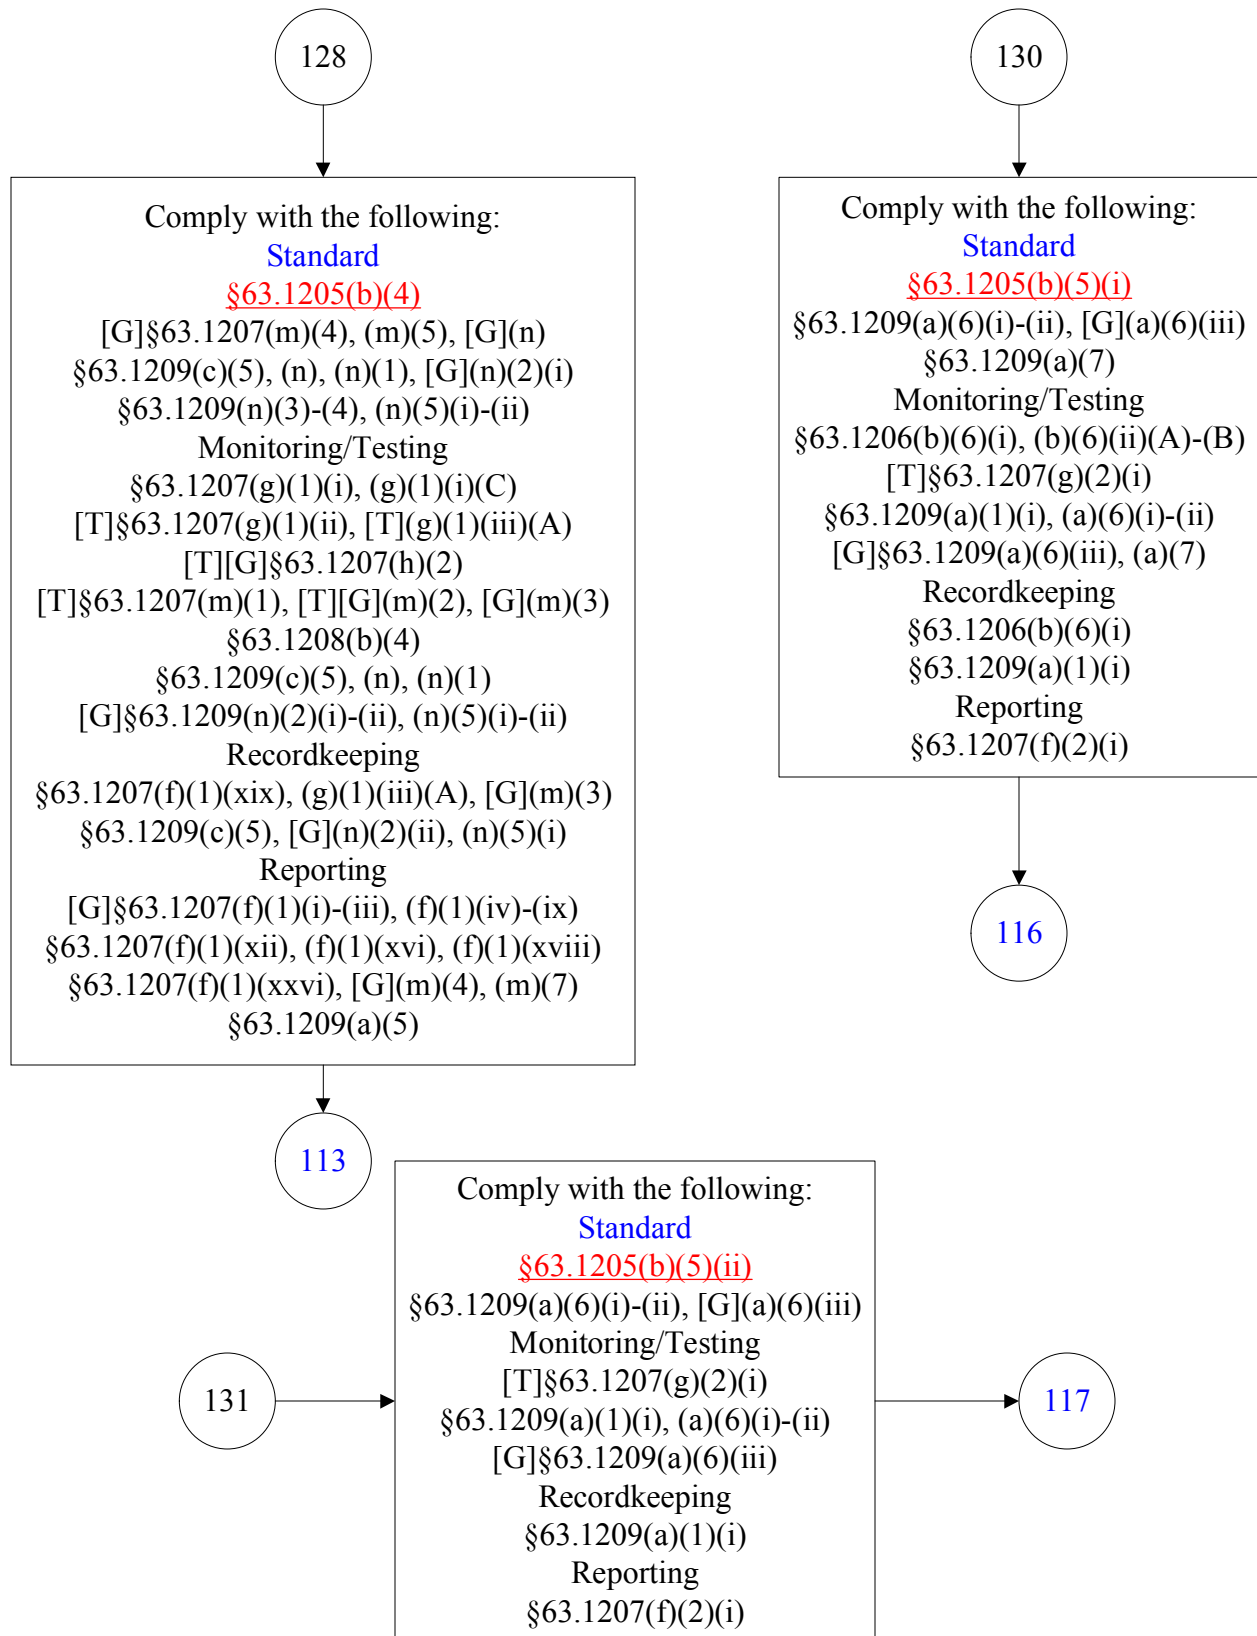 128
Comply with the following:
Standard
§63.1205(b)(4)
[G]§63.1207(m)(4), (m)(5), [G](n)
§63.1209(c)(5), (n), (n)(1), [G](n)(2)(i)
§63.1209(n)(3)-(4), (n)(5)(i)-(ii)
Monitoring/Testing
§63.1207(g)(1)(i), (g)(1)(i)(C)
[T]§63.1207(g)(1)(ii), [T](g)(1)(iii)(A)
[T][G]§63.1207(h)(2)
[T]§63.1207(m)(1), [T][G](m)(2), [G](m)(3)
§63.1208(b)(4)
§63.1209(c)(5), (n), (n)(1)
[G]§63.1209(n)(2)(i)-(ii), (n)(5)(i)-(ii)
Recordkeeping
§63.1207(f)(1)(xix), (g)(1)(iii)(A), [G](m)(3)
§63.1209(c)(5), [G](n)(2)(ii), (n)(5)(i)
Reporting
[G]§63.1207(f)(1)(i)-(iii), (f)(1)(iv)-(ix)
§63.1207(f)(1)(xii), (f)(1)(xvi), (f)(1)(xviii)
§63.1207(f)(1)(xxvi), [G](m)(4), (m)(7)
§63.1209(a)(5)
113
130
Comply with the following:
Standard
§63.1205(b)(5)(i)
§63.1209(a)(6)(i)-(ii), [G](a)(6)(iii)
§63.1209(a)(7)
Monitoring/Testing
§63.1206(b)(6)(i), (b)(6)(ii)(A)-(B)
[T]§63.1207(g)(2)(i)
§63.1209(a)(1)(i), (a)(6)(i)-(ii)
[G]§63.1209(a)(6)(iii), (a)(7)
Recordkeeping
§63.1206(b)(6)(i)
§63.1209(a)(1)(i)
Reporting
§63.1207(f)(2)(i)
116
131
Comply with the following:
Standard
§63.1205(b)(5)(ii)
§63.1209(a)(6)(i)-(ii), [G](a)(6)(iii)
Monitoring/Testing
[T]§63.1207(g)(2)(i)
§63.1209(a)(1)(i), (a)(6)(i)-(ii)
[G]§63.1209(a)(6)(iii)
Recordkeeping
§63.1209(a)(1)(i)
Reporting
§63.1207(f)(2)(i)
117